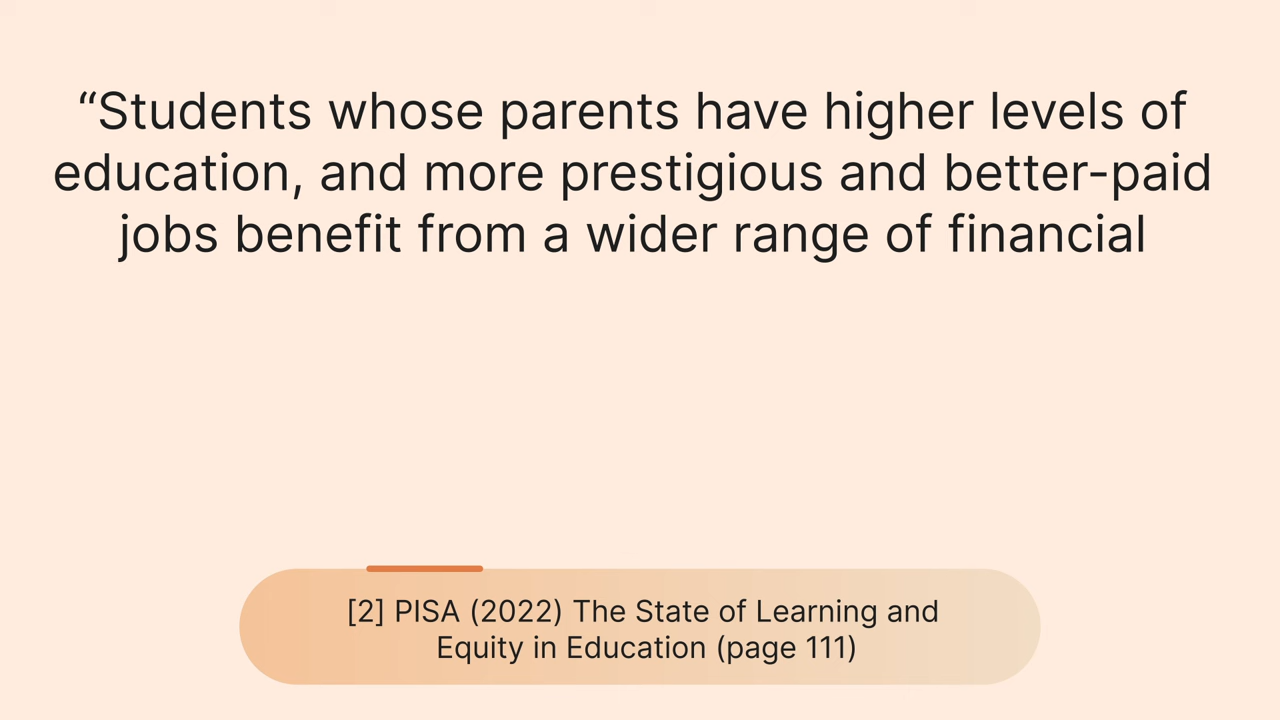 “Students whose parents have higher levels of
education, and more prestigious and better-paid
jobs benefit from a wider range of financial
[2] PISA (2022) The State of Learning and
Equity in Education (page 111)